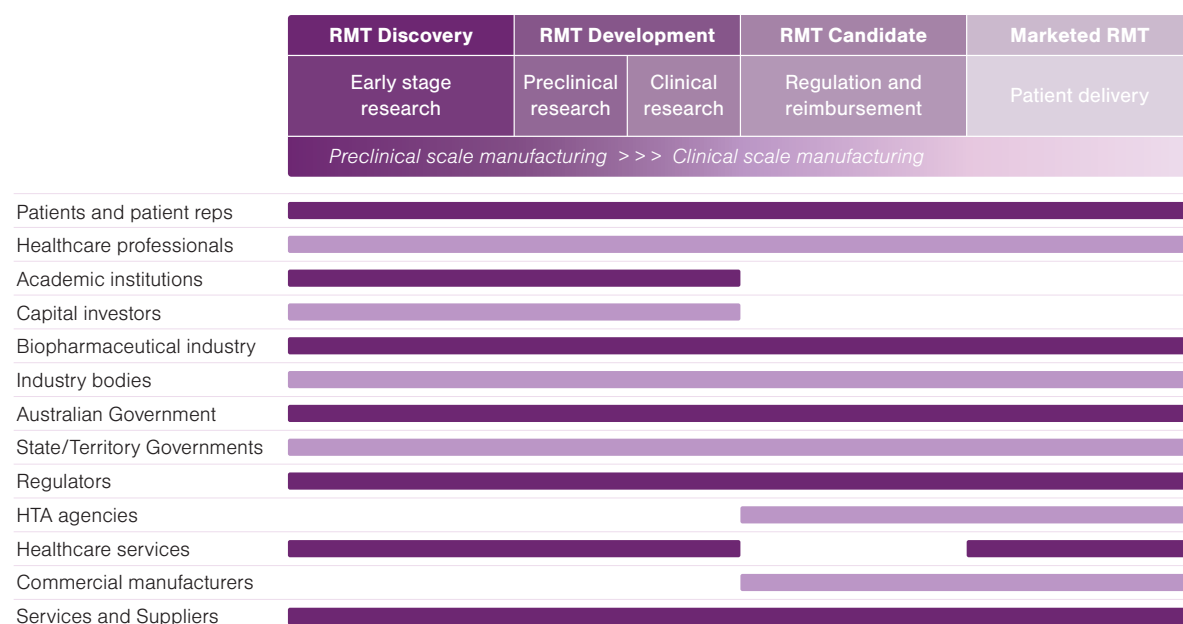 RMT Discovery
RMT Development
RMT Candidate
Marketed RMT
Early stage
research
Preclinical
research
Clinical
research
Regulation and
reimbursement
Patient delivery
Preclinical scale manufacturing >>> Clinical scale manufacturing
Patients and patient reps
Healthcare professionals
Academic institutions
Capital investors
Biopharmaceutical industry
Industry bodies
Australian Government
State/Territory Governments
Regulators
HTA agencies
Healthcare services
Commercial manufacturers
Services and Suppliers